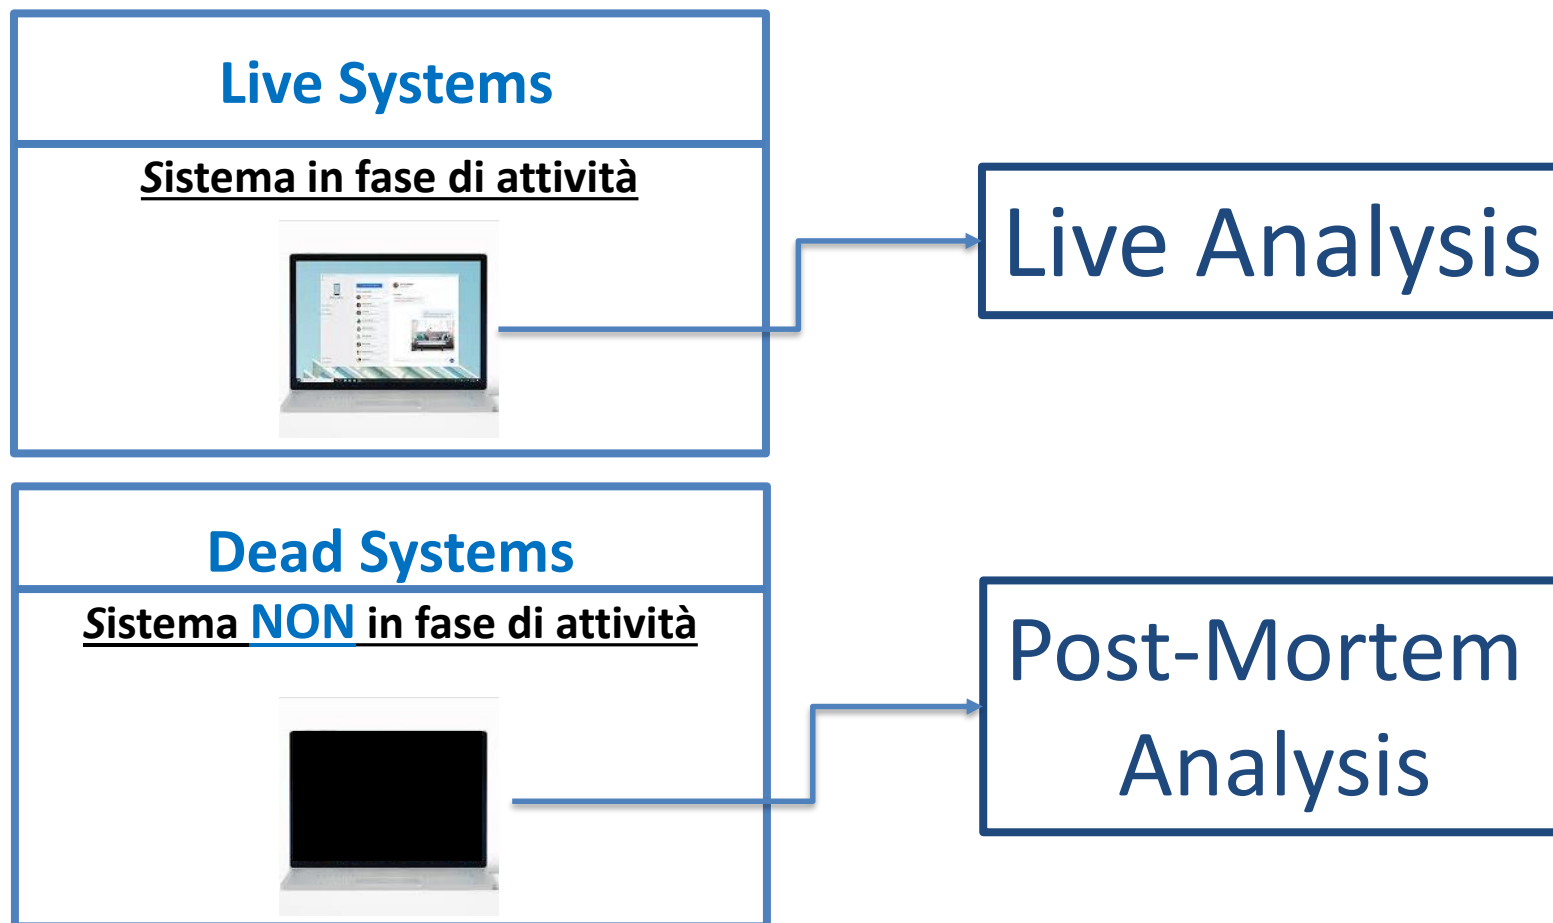 Live Systems
Sistema in fase di attività
Live Analysis
Dead Systems
Sistema NON in fase di attività
Post-Mortem
Analysis